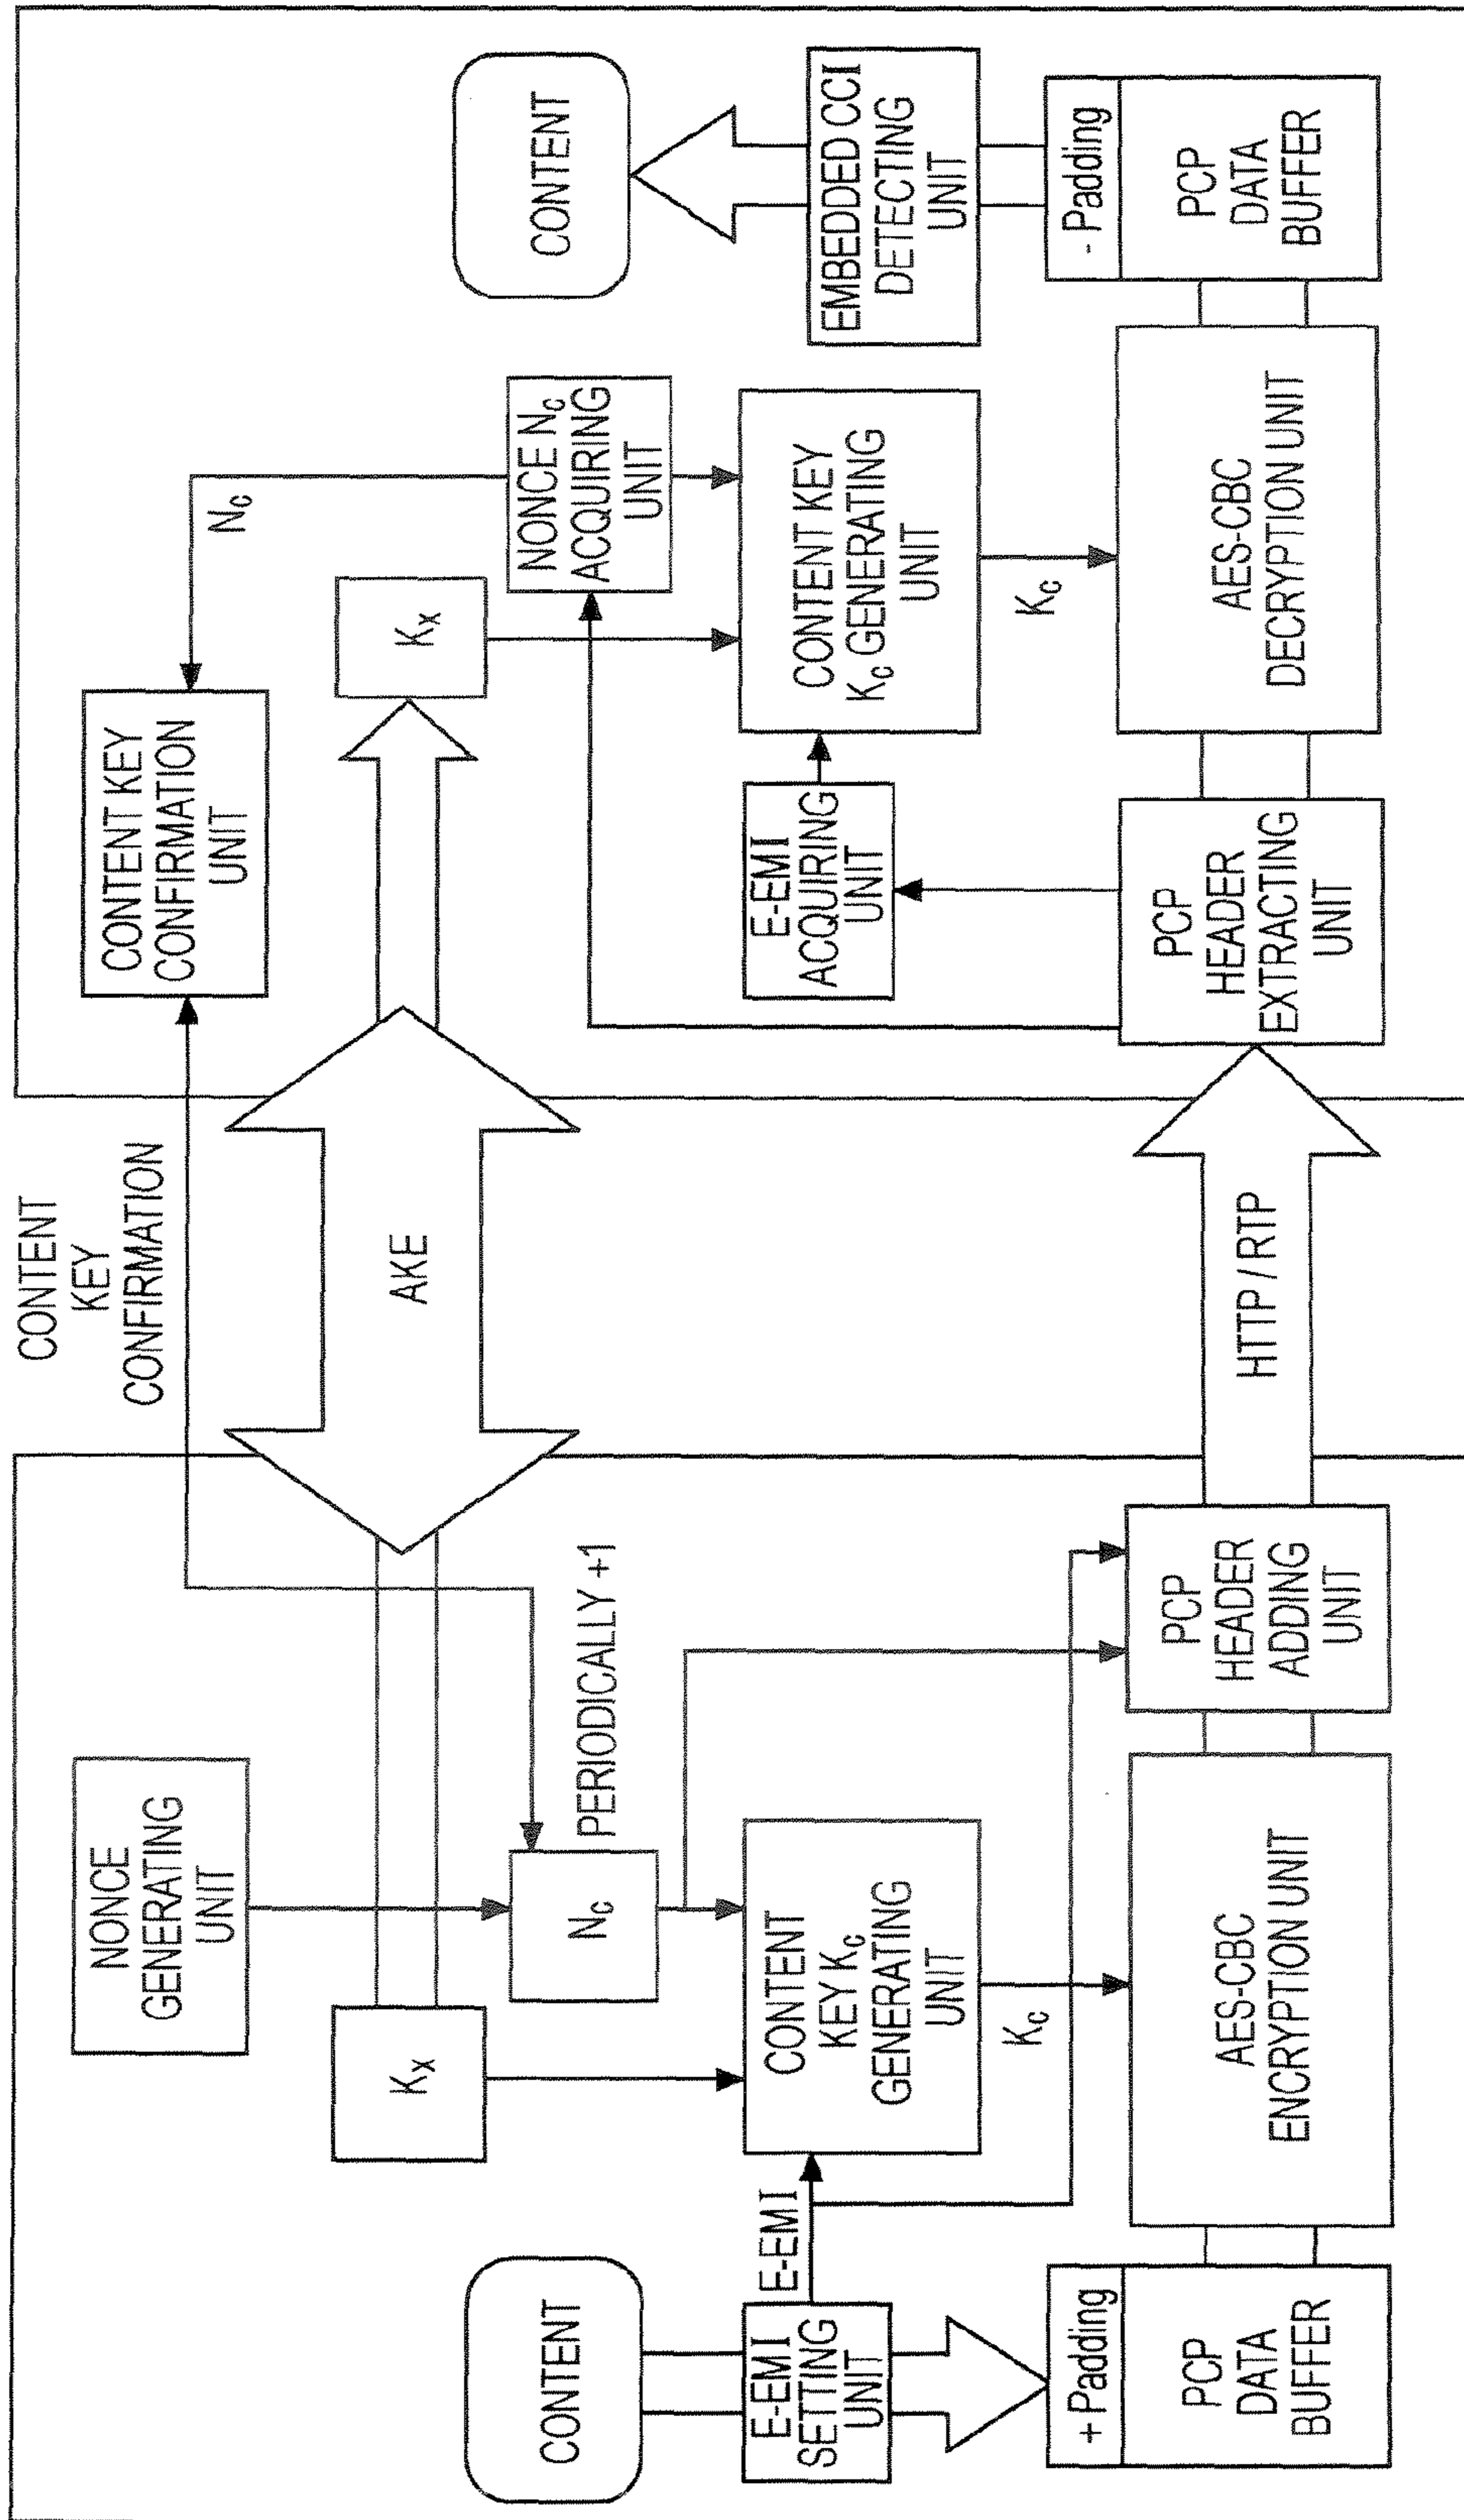 CONTENT
KEY
CONFIRMATION
NONCE
GENERATING
UNIT
CONTENT KEY
CONFIRMATION
UNIT
Kx
AKE
Kx
Nc
CONTENT
Nc
PERIODICALLY +1
NONCE Nc
ACQUIRING
UNIT
CONTENT
E-EMI
SETTING
UNIT
E-EMI
CONTENT
KEY Kc
GENERATING
UNIT
E-EMI
ACQUIRING
UNIT
CONTENT KEY
Kc GENERATING
UNIT
EMBEDDED CCI
DETECTING
UNIT
Kc
Kc
+ Padding
PCP
DATA
BUFFER
AES-CBC
ENCRYPTION UNIT
PCP
HEADER
ADDING
UNIT
HTTP / RTP
PCP
HEADER
EXTRACTING
UNIT
AES-CBC
DECRYPTION UNIT
- Padding
PCP
DATA
BUFFER